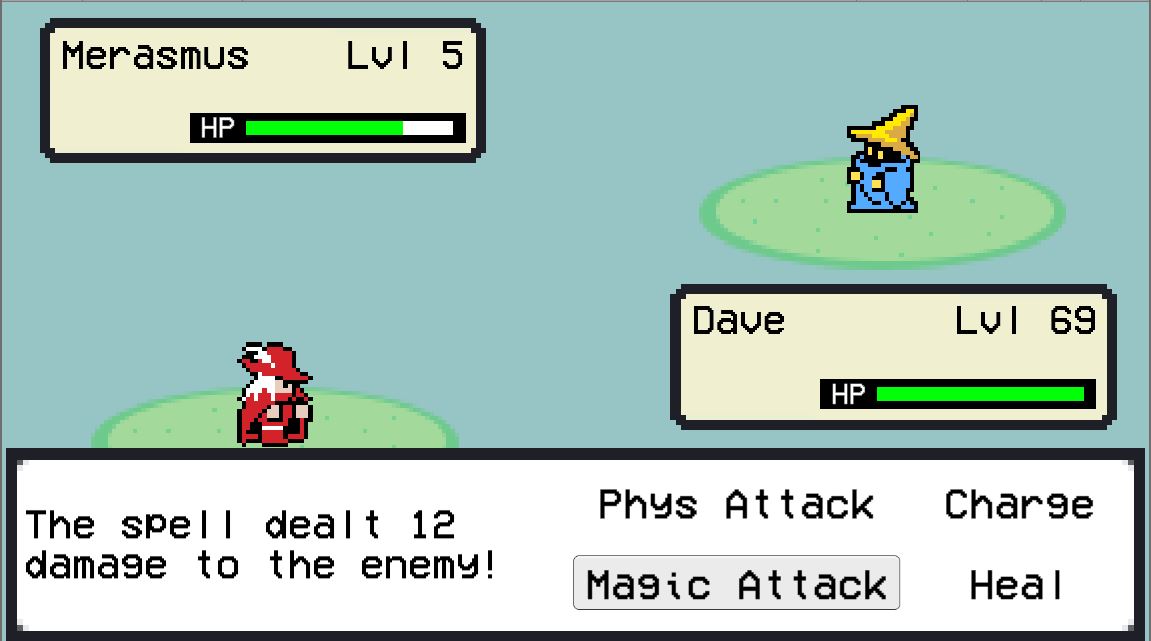 Merasmus Lvl 5
HP
Dave Lvl 69
HP
The spell dealt 12
damage to the enemy!
Phys Attack Charge
Magic Attack Heal